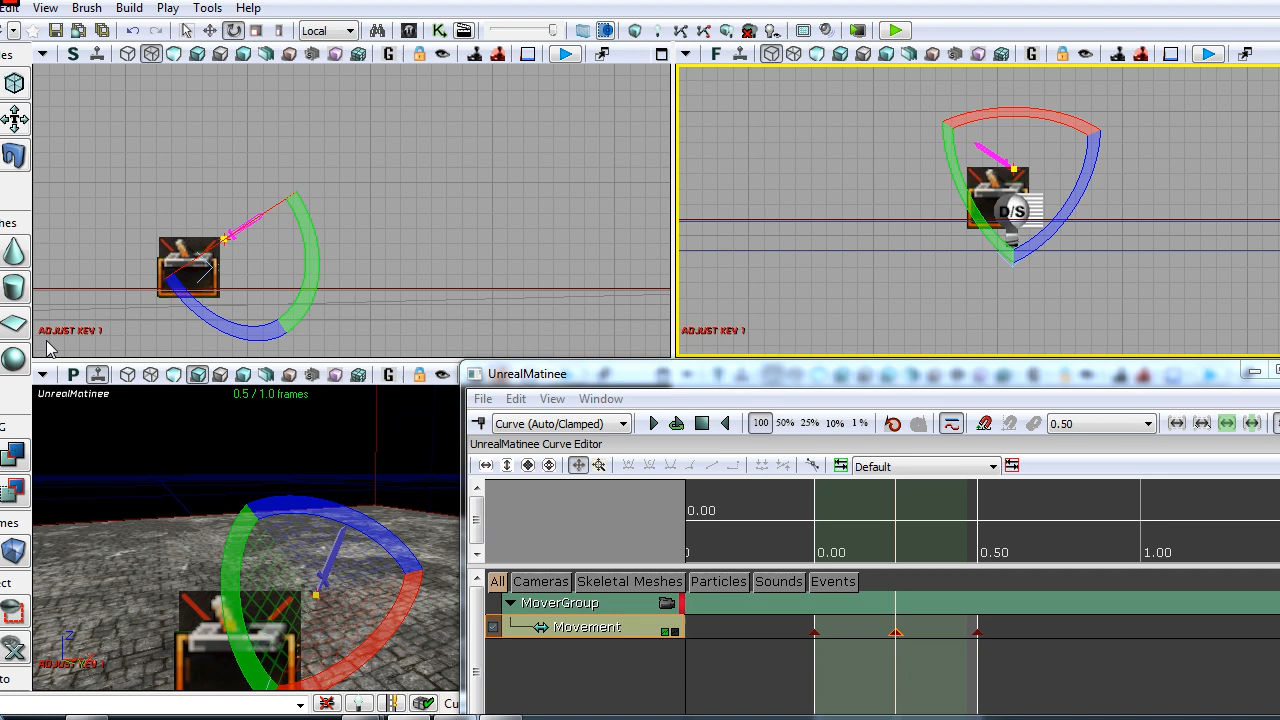 Edit View Brush Build Play Tools Help
Local
S G
F G
D/S
ADJUST KEY 1
ADJUST KEY 1
P G
UnrealMatinee
0.5 / 1.0 frames
Z
ADJUST KEY 1
UnrealMatinee
File Edit View Window
Curve (Auto/Clamped) 100 50% 25% 10% 1% 0.50
UnrealMatinee Curve Editor
Default
0.00
0.00 0.50 1.00
All Cameras Skeletal Meshes Particles Sounds Events
MoverGroup
Movement
Cu